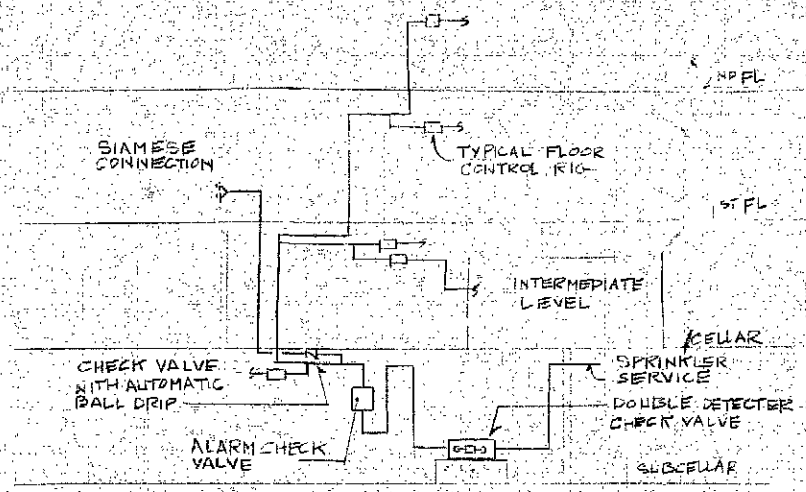 ND FL
SIAMESE
CONNECTION
TYPICAL FLOOR
CONTROL RIG
1ST FL
INTERMEDIATE
LEVEL
CELLAR
CHECK VALVE
WITH AUTOMATIC
BALL DRIP
SPRINKLER
SERVICE
DOUBLE DETECTER
CHECK VALVE
ALARM CHECK
VALVE
SUBCELLAR